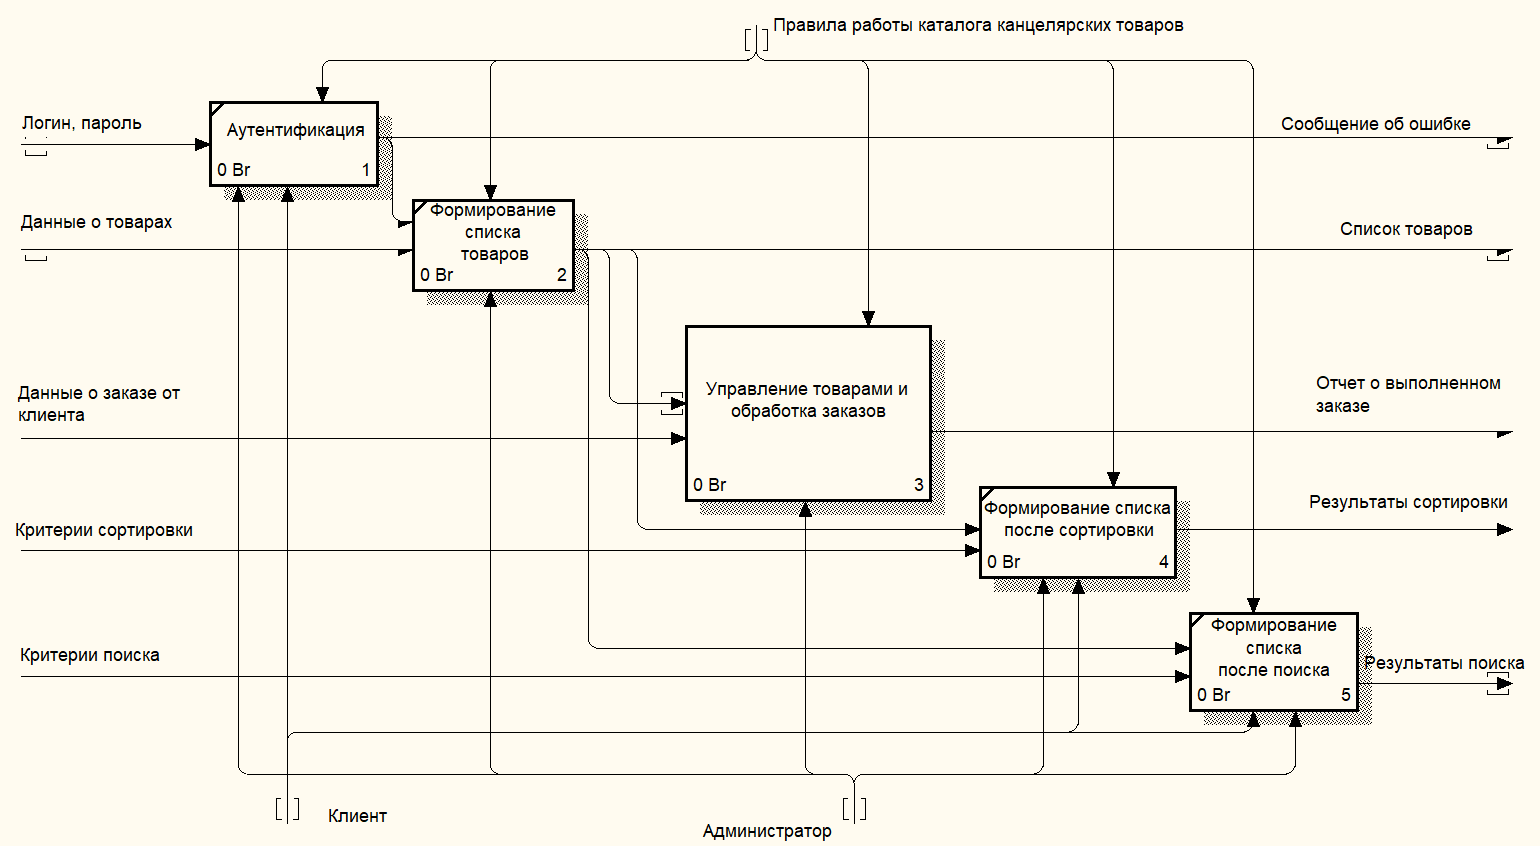 Правила работы каталога канцелярских товаров
Логин, пароль
Аутентификация
0 Br 1
Сообщение об ошибке
Данные о товарах
Формирование
списка
товаров
0 Br 2
Список товаров
Данные о заказе от
клиента
Управление товарами и
обработка заказов
0 Br 3
Отчет о выполненном
заказе
Критерии сортировки
Формирование списка
после сортировки
0 Br 4
Результаты сортировки
Критерии поиска
Формирование
списка
после поиска
0 Br 5
Результаты поиска
Клиент
Администратор